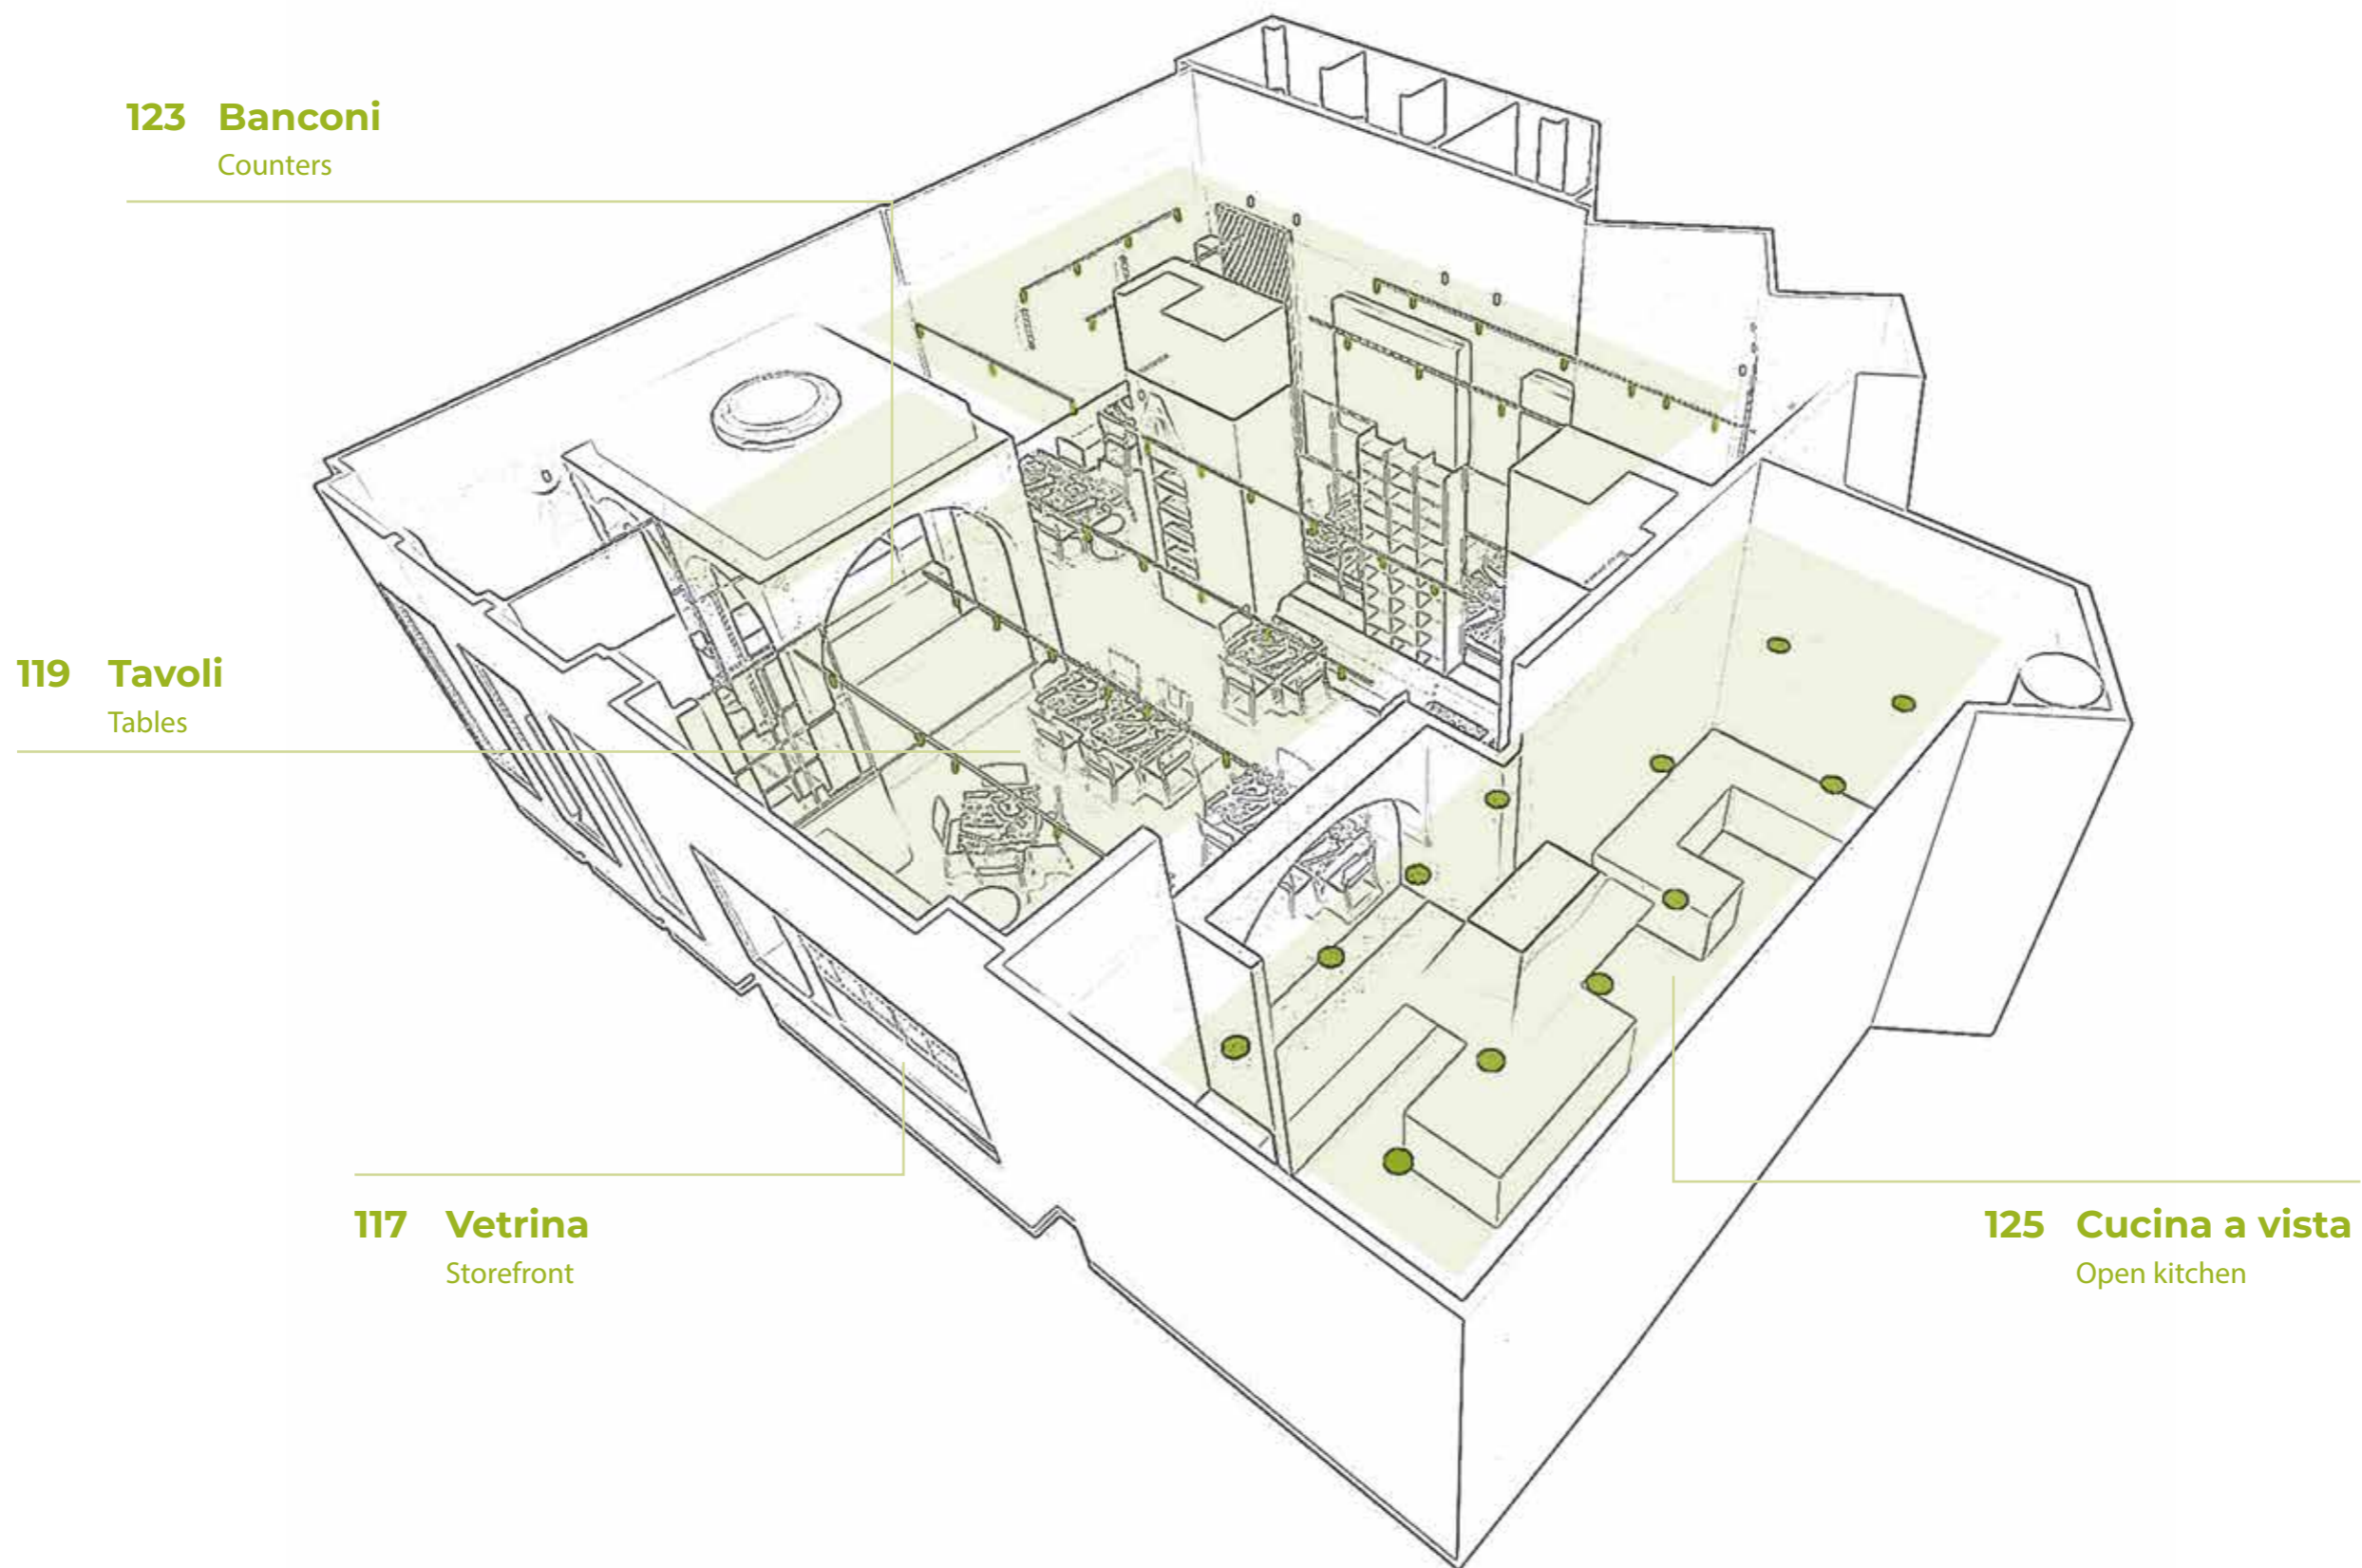 123 Banconi
Counters
119 Tavoli
Tables
117 Vetrina
Storefront
125 Cucina a vista
Open kitchen